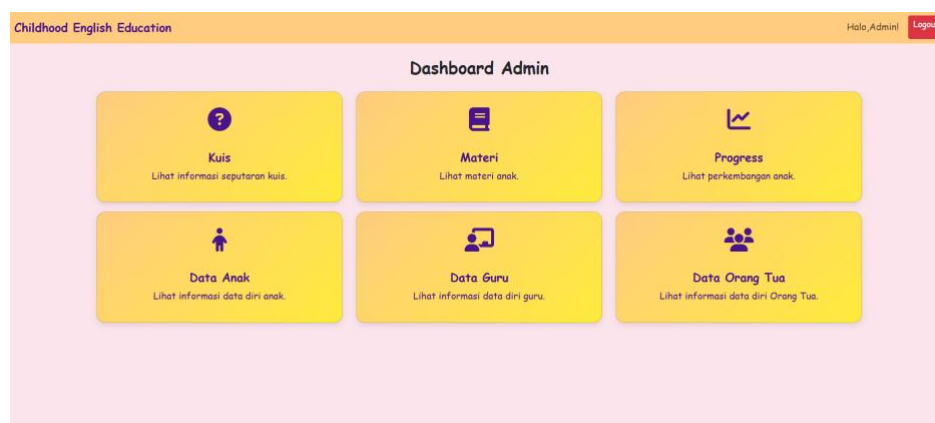 Childhood English Education
Halo,Admin!
Logou
Dashboard Admin
Kuis
Lihat informasi seputaran kuis.
Materi
Lihat materi anak.
Progress
Lihat perkembangan anak.
Data Anak
Lihat informasi data diri anak.
Data Guru
Lihat informasi data diri guru.
Data Orang Tua
Lihat informasi data diri Orang Tua.